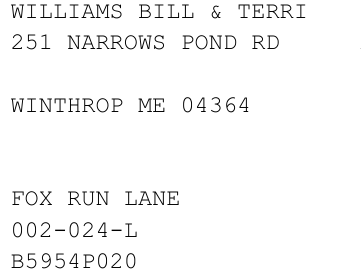 WILLIAMS BILL & TERRI
251 NARROWS POND RD
WINTHROP ME 04364
FOX RUN LANE
002-024-L
B5954P020